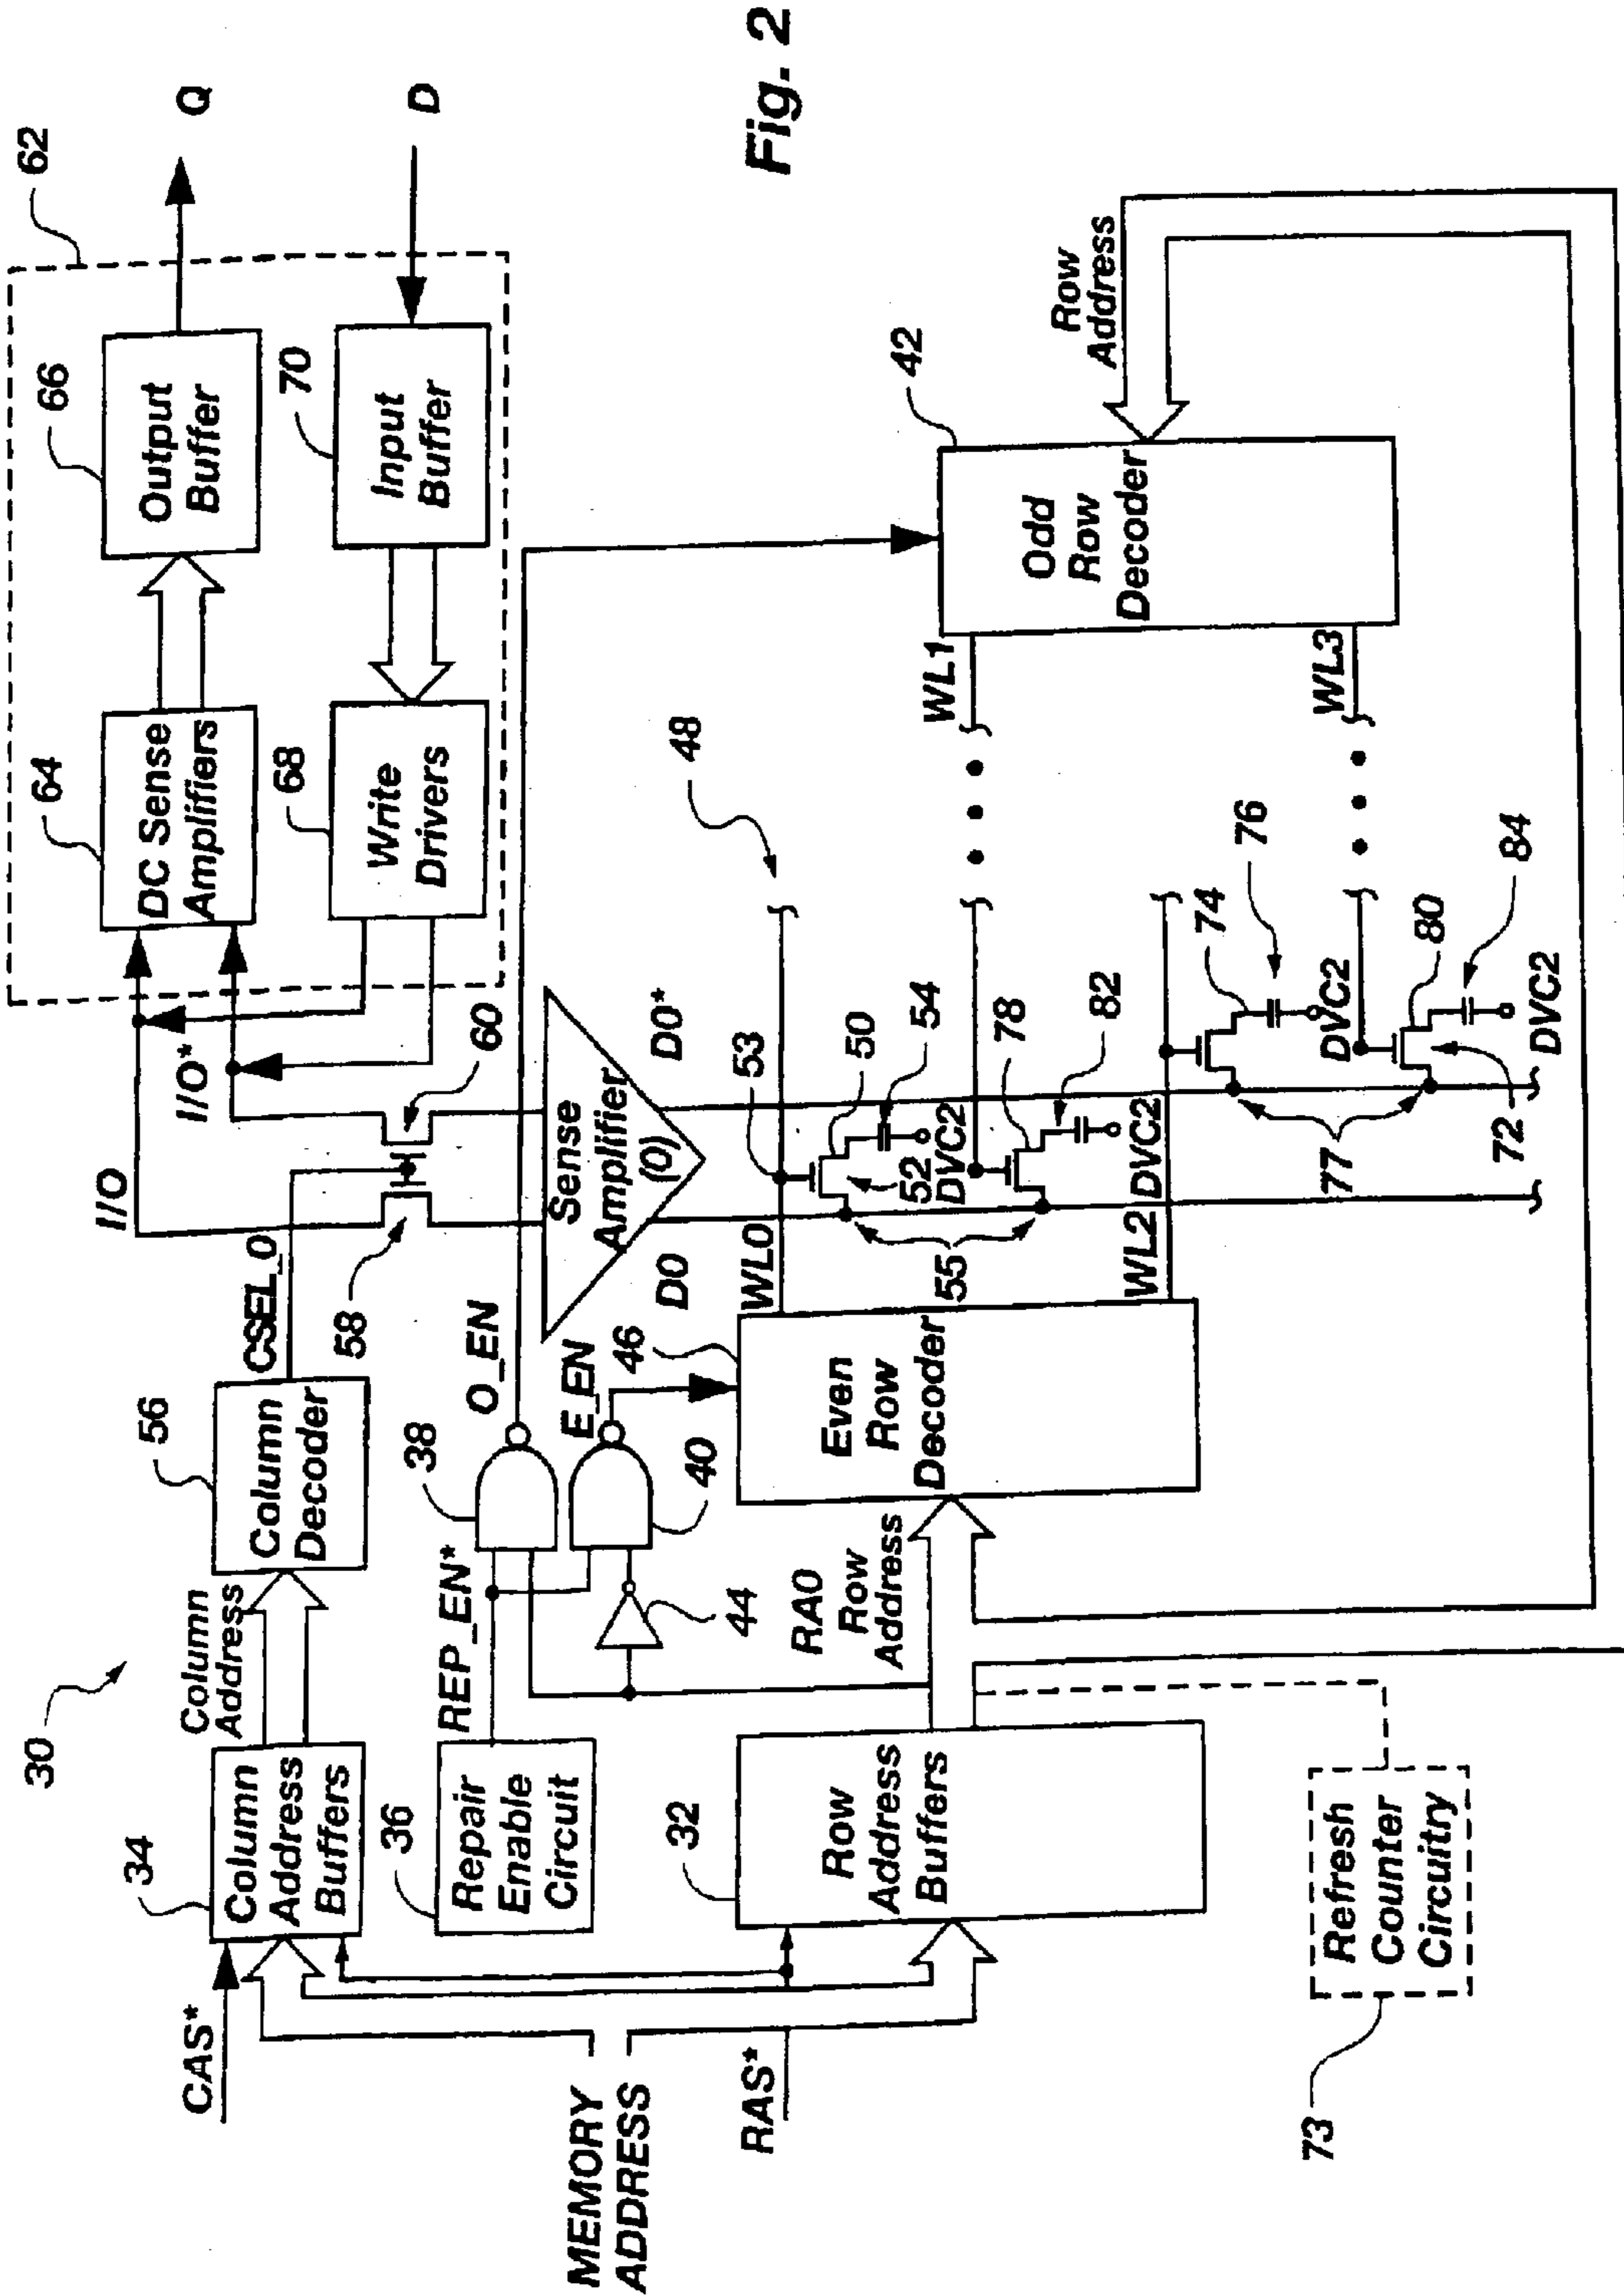 30
34
Column
Address
Buffers
CAS*
Column
Address
56
Column
Decoder
CSEL_0
58
60
I/O
I/O*
64
DC Sense
Amplifiers
66
Output
Buffer
62
Q
68
Write
Drivers
70
Input
Buffer
D
36
Repair
Enable
Circuit
REP_EN*
38
O_EN
E_EN
40
44
MEMORY
ADDRESS
RAS*
32
Row
Address
Buffers
RA0
Row
Address
46
Even
Row
Decoder
Sense
Amplifier
(0)
D0
D0*
WL0
53
48
50
52
54
DVC2
55
78
82
DVC2
WL2
74
76
DVC2
77
72
80
84
DVC2
WL1
WL3
42
Odd
Row
Decoder
Row
Address
73
Refresh
Counter
Circuitry
Fig. 2